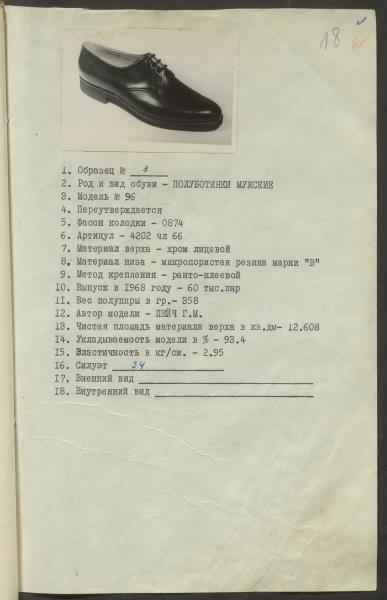 18
1. Образец № 8
2. Род и вид обуви - ПОЛУБОТИНКИ МУЖСКИЕ
3. Модель № 96
4. Переутверждается
5. Фасон колодки - 0874
6. Артикул - 4202 чл 66
7. Материал верха - хром лицевой
8. Материал низа - микропористая резина марки "В"
9. Метод крепления - ранто-клеевой
10. Выпуск в 1968 году - 60 тыс.пар
11. Вес полупары в гр.- 358
12. Автор модели - ПЕЙЧ Г.М.
13. Чистая площадь материала верха в кв.дм- 12.608
14. Укладываемость модели в % - 93.4
15. Эластичность в кг/см. - 2.95
16. Силуэт 34
17. Внешний вид
18. Внутренний вид